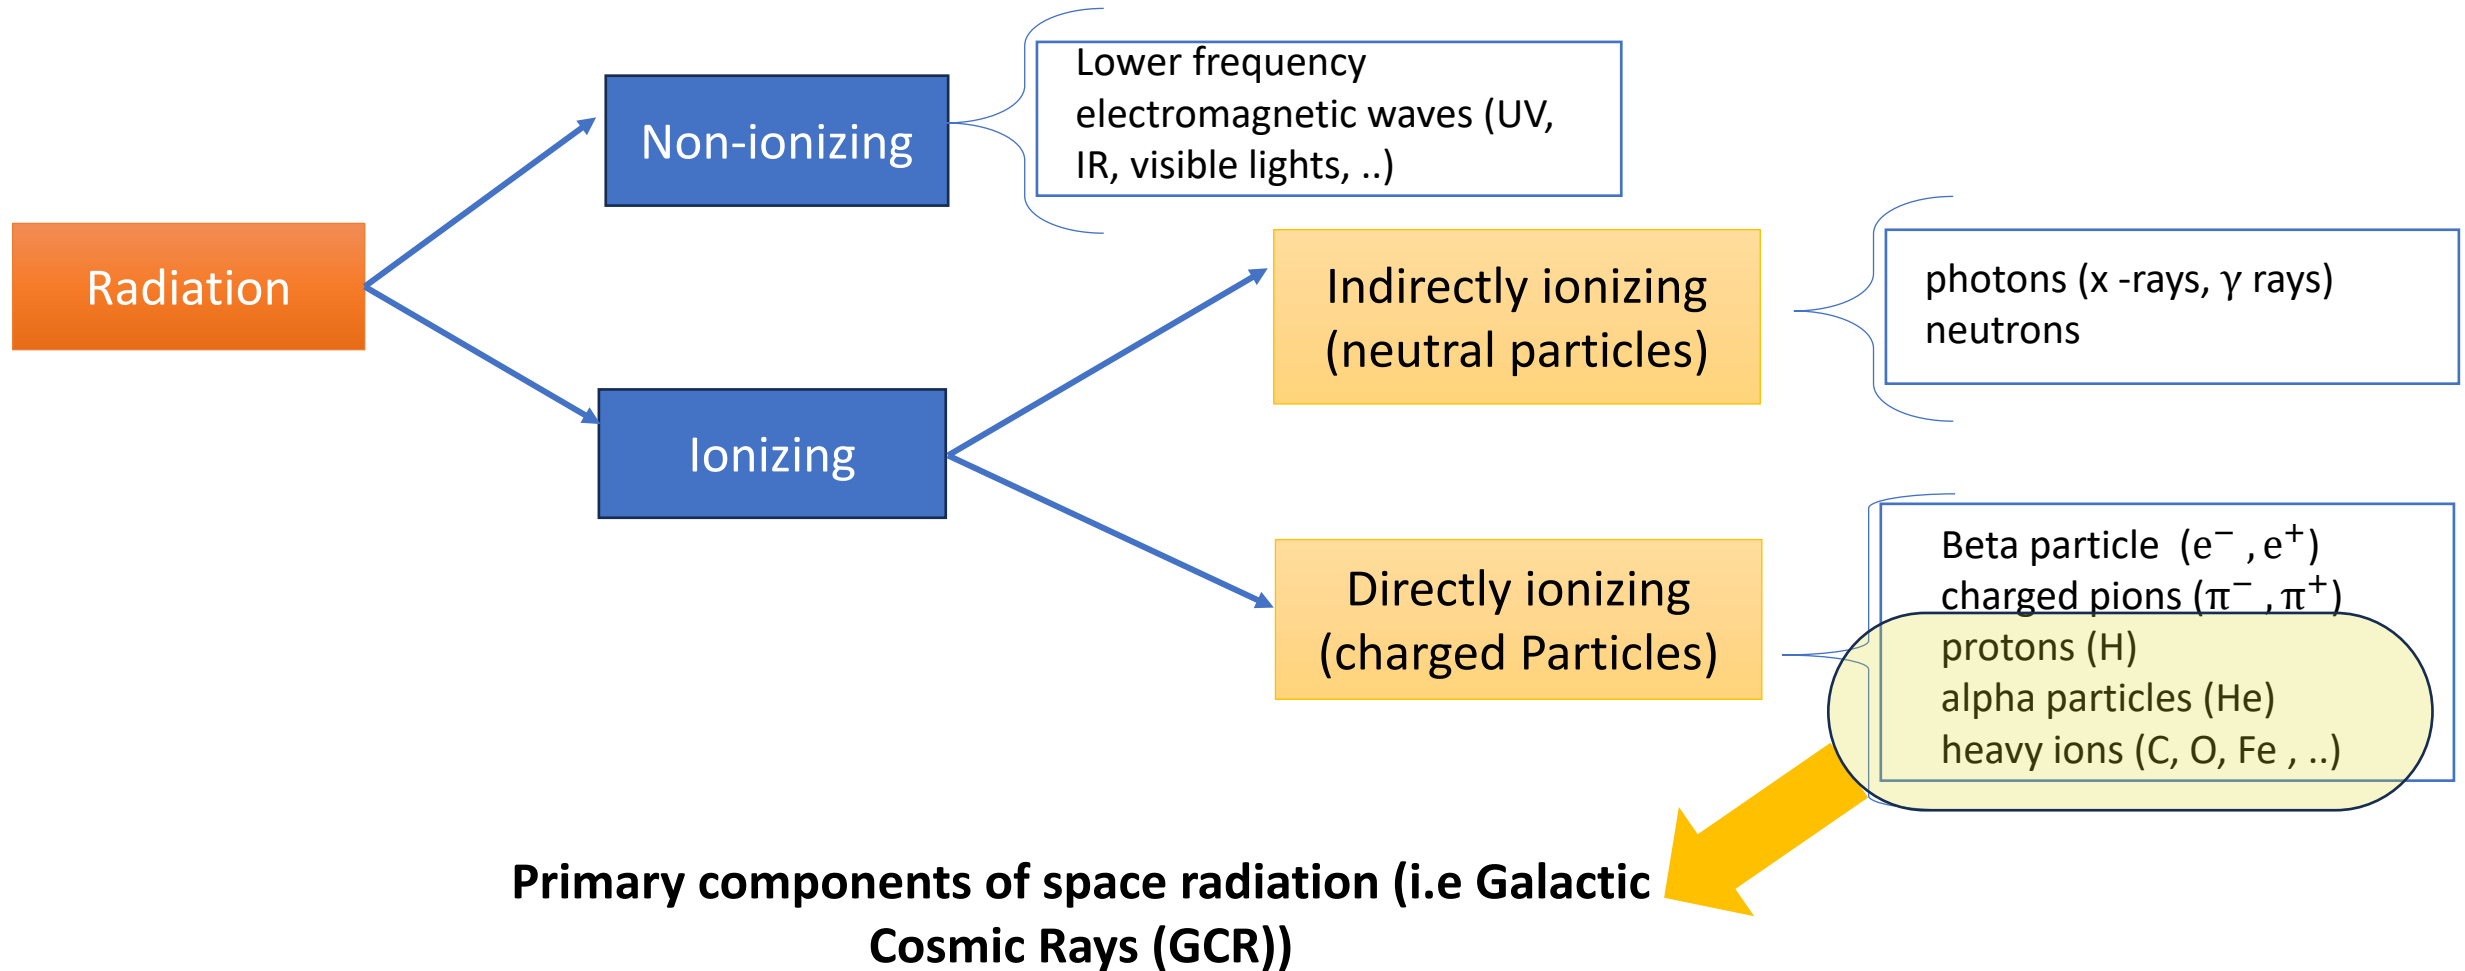 Radiation
Non-ionizing
Lower frequency
electromagnetic waves (UV,
IR, visible lights, ..)
Ionizing
Indirectly ionizing
(neutral particles)
photons (x -rays, γ rays)
neutrons
Directly ionizing
(charged Particles)
Beta particle  (e⁻ , e⁺)
charged pions (π⁻ , π⁺)
protons (H)
alpha particles (He)
heavy ions (C, O, Fe , ..)
Primary components of space radiation (i.e Galactic
Cosmic Rays (GCR))